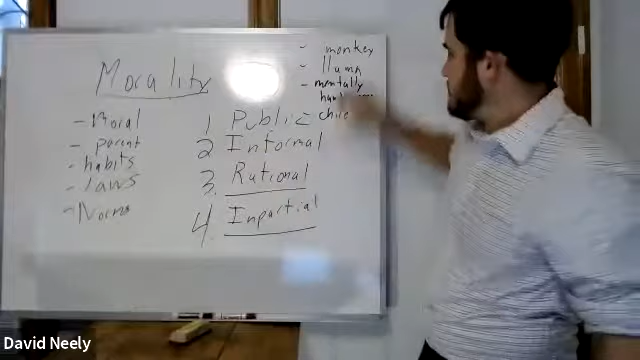 Morality
- Moral
- parent
- habits
- laws
- Norms
1 Public
2 Informal
3. Rational
4. Impartial
- monkey
- llama
- mentally
David Neely